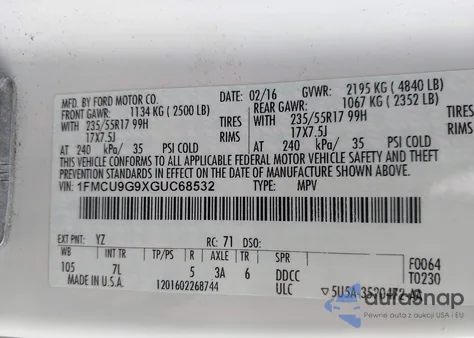 MFD. BY FORD MOTOR CO. 02/16 GVWR: 2195 KG ( 4840 LB)
FRONT GAWR: 1134 KG ( 2500 LB) REAR GAWR: 1067 KG ( 2352 LB)
WITH 235/55R17 99H TIRES WITH 235/55R17 99H TIRES
17X7.5J RIMS 17X7.5J RIMS
AT 240 kPa/ 35 PSI COLD AT 240 kPa/ 35 PSI COLD
THIS VEHICLE CONFORMS TO ALL APPLICABLE FEDERAL MOTOR VEHICLE SAFETY AND THEFT
PREVENTION STANDARDS IN EFFECT ON THE DATE OF MANUFACTURE SHOWN ABOVE.
VIN: 1FMCU9G9XGUC68532 TYPE: MPV
EXT PNT: YZ RC: 71 DSO:
WB INT TR TP/PS R A TR SPR F0064
105 7L 5 3A 6 DDCC T0230
MADE IN U.S.A. 1201602268744 ULC
autosnap
Auction Archive • USA & EU